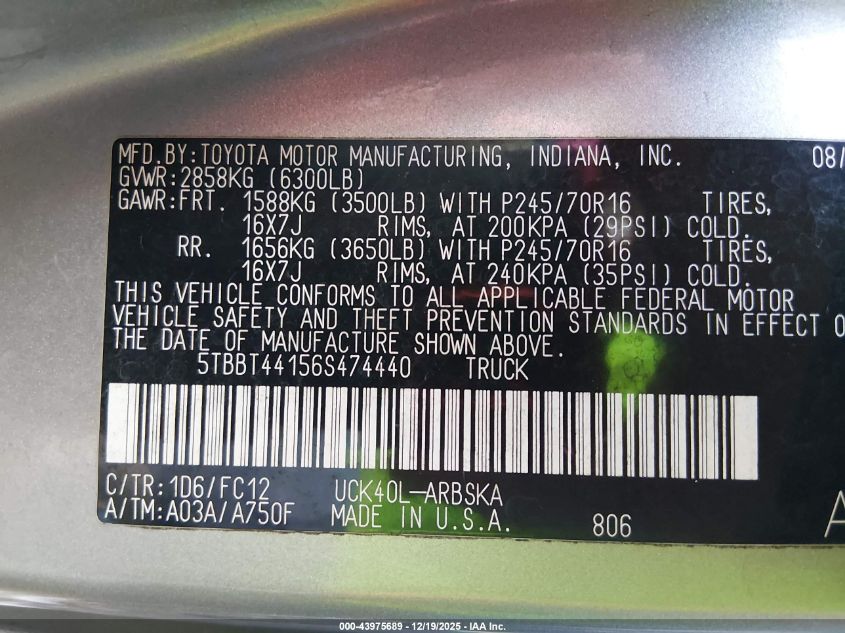 MFD.BY:TOYOTA MOTOR MANUFACTURING, INDIANA, INC. 08/
GVWR:2858KG (6300LB)
GAWR:FRT. 1588KG (3500LB) WITH P245/70R16 TIRES,
16X7J RIMS, AT 200KPA (29PSI) COLD.
RR. 1656KG (3650LB) WITH P245/70R16 TIRES,
16X7J RIMS, AT 240KPA (35PSI) COLD.
THIS VEHICLE CONFORMS TO ALL APPLICABLE FEDERAL MOTOR
VEHICLE SAFETY AND THEFT PREVENTION STANDARDS IN EFFECT O
THE DATE OF MANUFACTURE SHOWN ABOVE.
5TBBT44156S474440 TRUCK
C/TR:1D6/FC12 UCK40L-ARBSKA
A/TM:A03A/A750F MADE IN U.S.A. 806 A
000-43975689 - 12/19/2025 - IAA Inc.